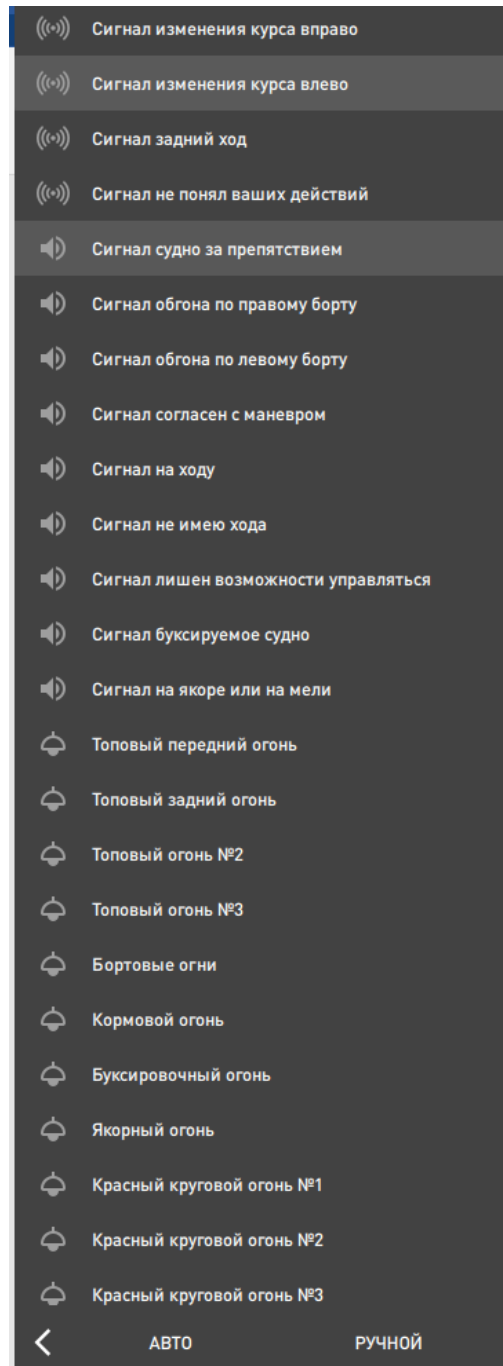 Сигнал изменения курса вправо
Сигнал изменения курса влево
Сигнал задний ход
Сигнал не понял ваших действий
Сигнал судно за препятствием
Сигнал обгона по правому борту
Сигнал обгона по левому борту
Сигнал согласен с маневром
Сигнал на ходу
Сигнал не имею хода
Сигнал лишен возможности управляться
Сигнал буксируемое судно
Сигнал на якоре или на мели
Топовый передний огонь
Топовый задний огонь
Топовый огонь №2
Топовый огонь №3
Бортовые огни
Кормовой огонь
Буксировочный огонь
Якорный огонь
Красный круговой огонь №1
Красный круговой огонь №2
Красный круговой огонь №3
АВТО РУЧНОЙ